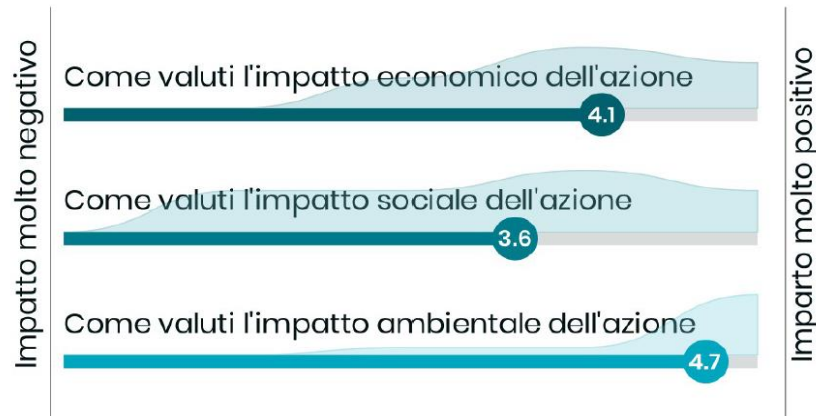 Impatto molto negativo
Come valuti l'impatto economico dell'azione
4.1
Come valuti l'impatto sociale dell'azione
3.6
Come valuti l'impatto ambientale dell'azione
4.7
Imparto molto positivo